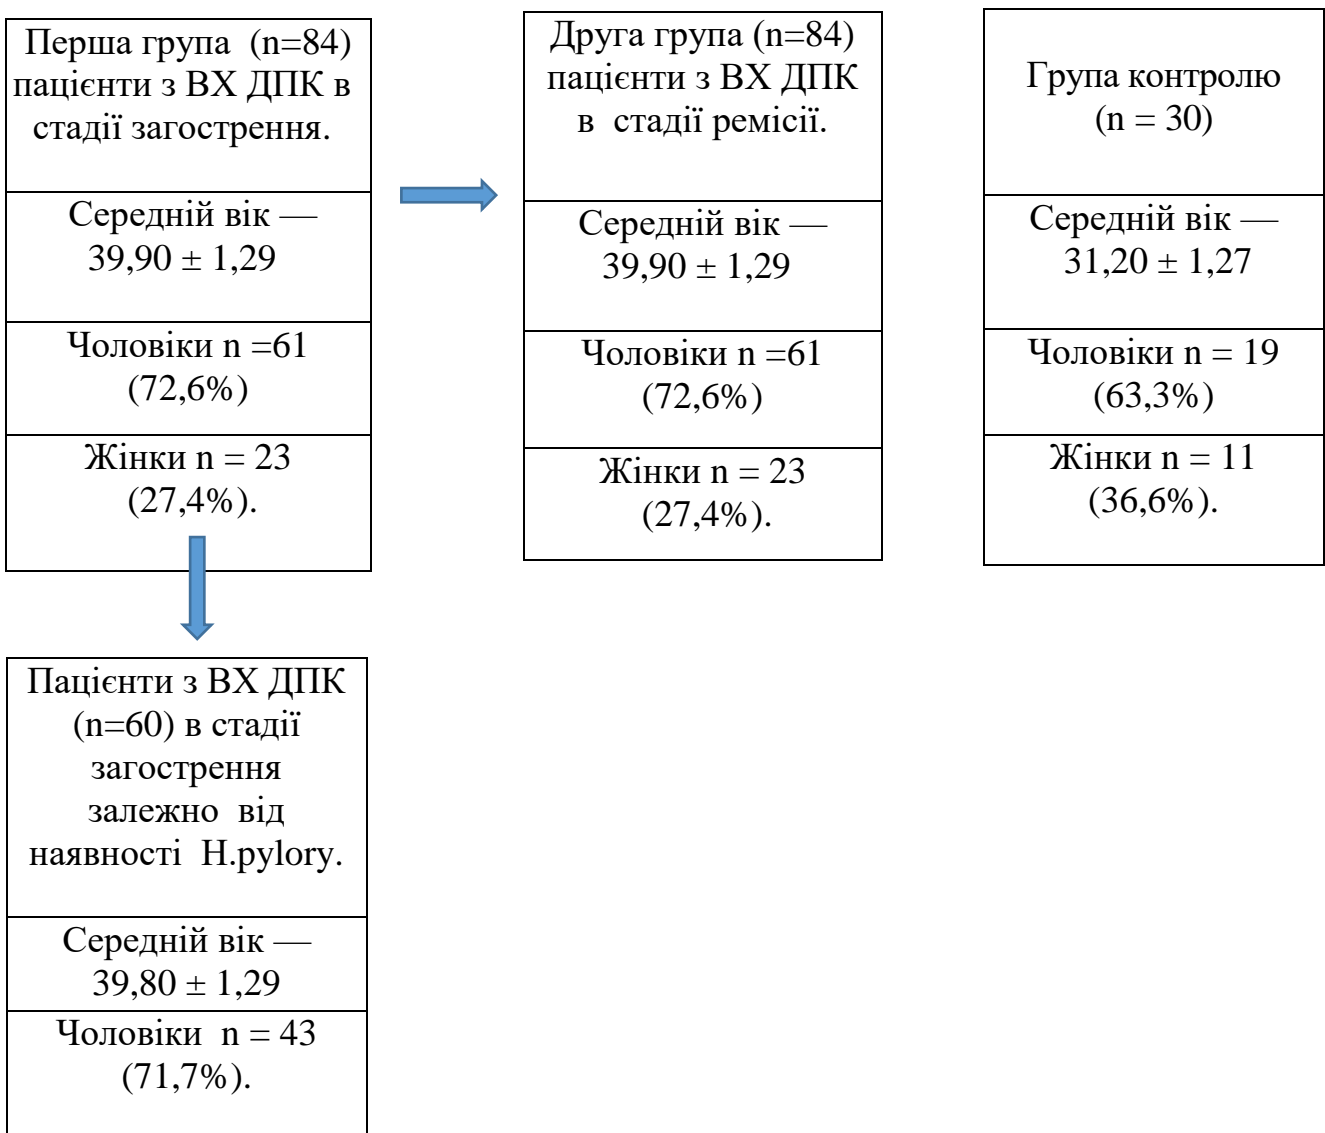 Перша група (n=84)
пацієнти з ВХ ДПК в
стадії загострення.
Середній вік —
39,90 ± 1,29
Чоловіки n =61
(72,6%)
Жінки n = 23
(27,4%).
Друга група (n=84)
пацієнти з ВХ ДПК
в стадії ремісії.
Середній вік —
39,90 ± 1,29
Чоловіки n =61
(72,6%)
Жінки n = 23
(27,4%).
Група контролю
(n = 30)
Середній вік —
31,20 ± 1,27
Чоловіки n = 19
(63,3%)
Жінки n = 11
(36,6%).
Пацієнти з ВХ ДПК
(n=60) в стадії
загострення
залежно від
наявності H.pylory.
Середній вік —
39,80 ± 1,29
Чоловіки n = 43
(71,7%).